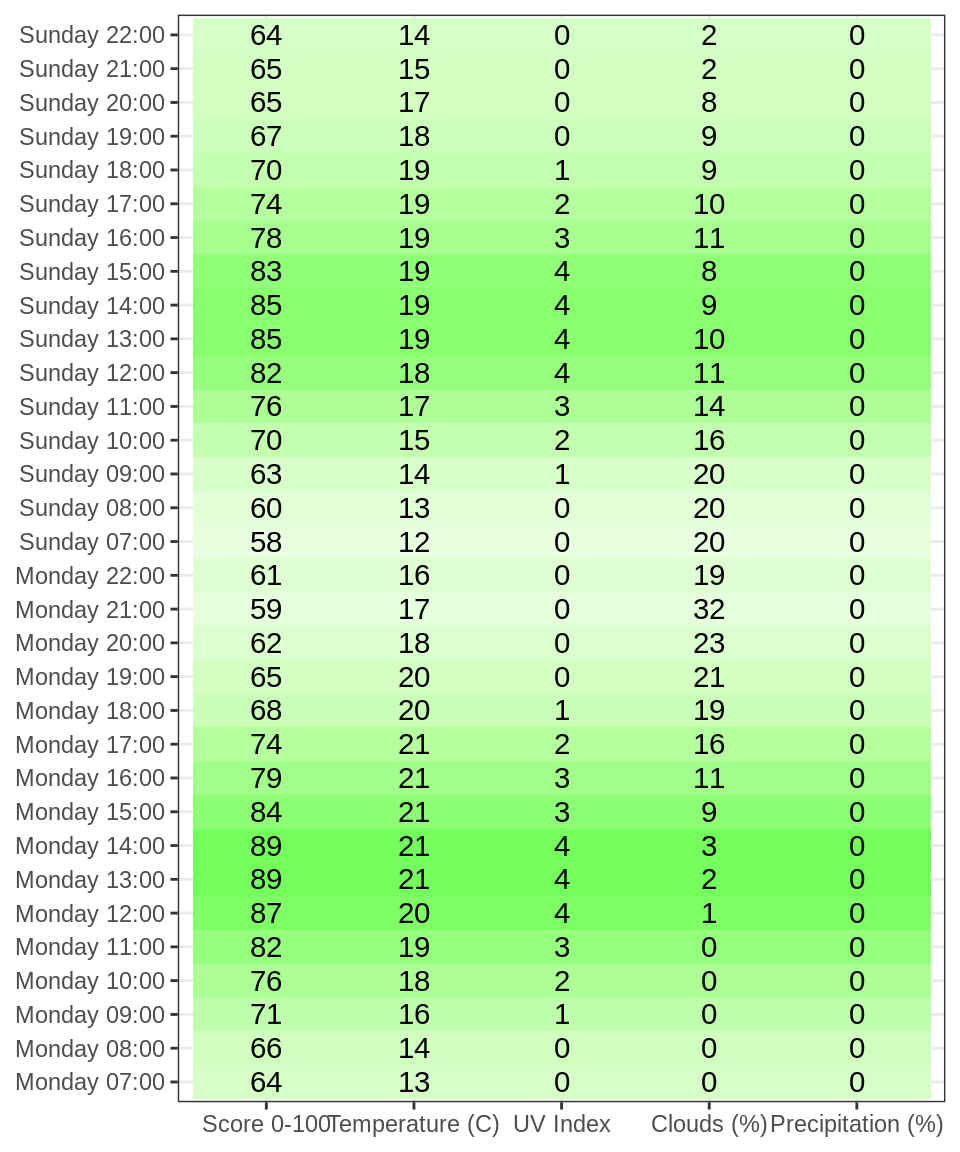 Sunday 22:00 64 14 0 2 0
Sunday 21:00 65 15 0 2 0
Sunday 20:00 65 17 0 8 0
Sunday 19:00 67 18 0 9 0
Sunday 18:00 70 19 1 9 0
Sunday 17:00 74 19 2 10 0
Sunday 16:00 78 19 3 11 0
Sunday 15:00 83 19 4 8 0
Sunday 14:00 85 19 4 9 0
Sunday 13:00 85 19 4 10 0
Sunday 12:00 82 18 4 11 0
Sunday 11:00 76 17 3 14 0
Sunday 10:00 70 15 2 16 0
Sunday 09:00 63 14 1 20 0
Sunday 08:00 60 13 0 20 0
Sunday 07:00 58 12 0 20 0
Monday 22:00 61 16 0 19 0
Monday 21:00 59 17 0 32 0
Monday 20:00 62 18 0 23 0
Monday 19:00 65 20 0 21 0
Monday 18:00 68 20 1 19 0
Monday 17:00 74 21 2 16 0
Monday 16:00 79 21 3 11 0
Monday 15:00 84 21 3 9 0
Monday 14:00 89 21 4 3 0
Monday 13:00 89 21 4 2 0
Monday 12:00 87 20 4 1 0
Monday 11:00 82 19 3 0 0
Monday 10:00 76 18 2 0 0
Monday 09:00 71 16 1 0 0
Monday 08:00 66 14 0 0 0
Monday 07:00 64 13 0 0 0
Score 0-100 Temperature (C) UV Index Clouds (%) Precipitation (%)